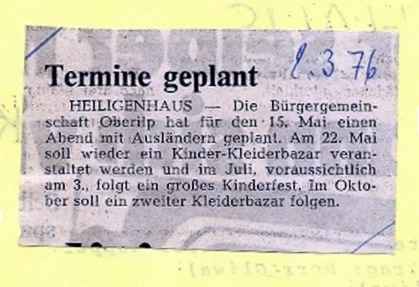 Termine geplant
2.3.76
HEILIGENHAUS — Die Bürgergemein-
schaft Oberilp hat für den 15. Mai einen
Abend mit Ausländern geplant. Am 22. Mai
soll wieder ein Kinder-Kleiderbazar veran-
staltet werden und im Juli, voraussichtlich
am 3., folgt ein großes Kinderfest. Im Okto-
ber soll ein zweiter Kleiderbazar folgen.